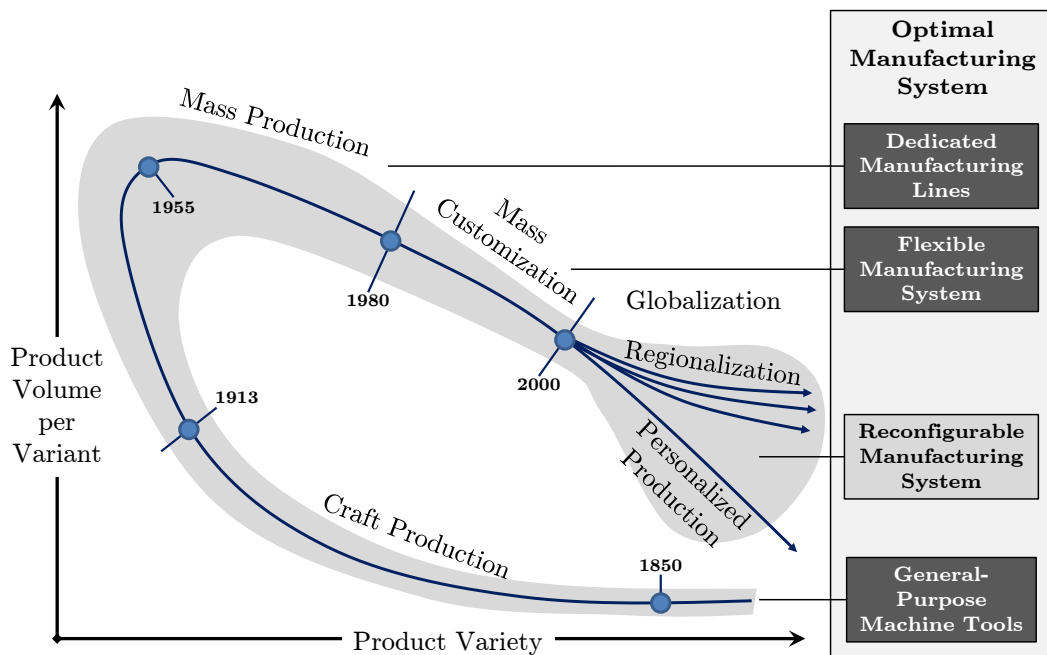 Optimal
Manufacturing
System
Mass Production
Dedicated
Manufacturing
Lines
1955
Mass
Customization
Flexible
Manufacturing
System
1980
Globalization
Regionalization
2000
Product
Volume
per
Variant
1913
Personalized
Production
Reconfigurable
Manufacturing
System
Craft Production
1850
General-
Purpose
Machine Tools
Product Variety